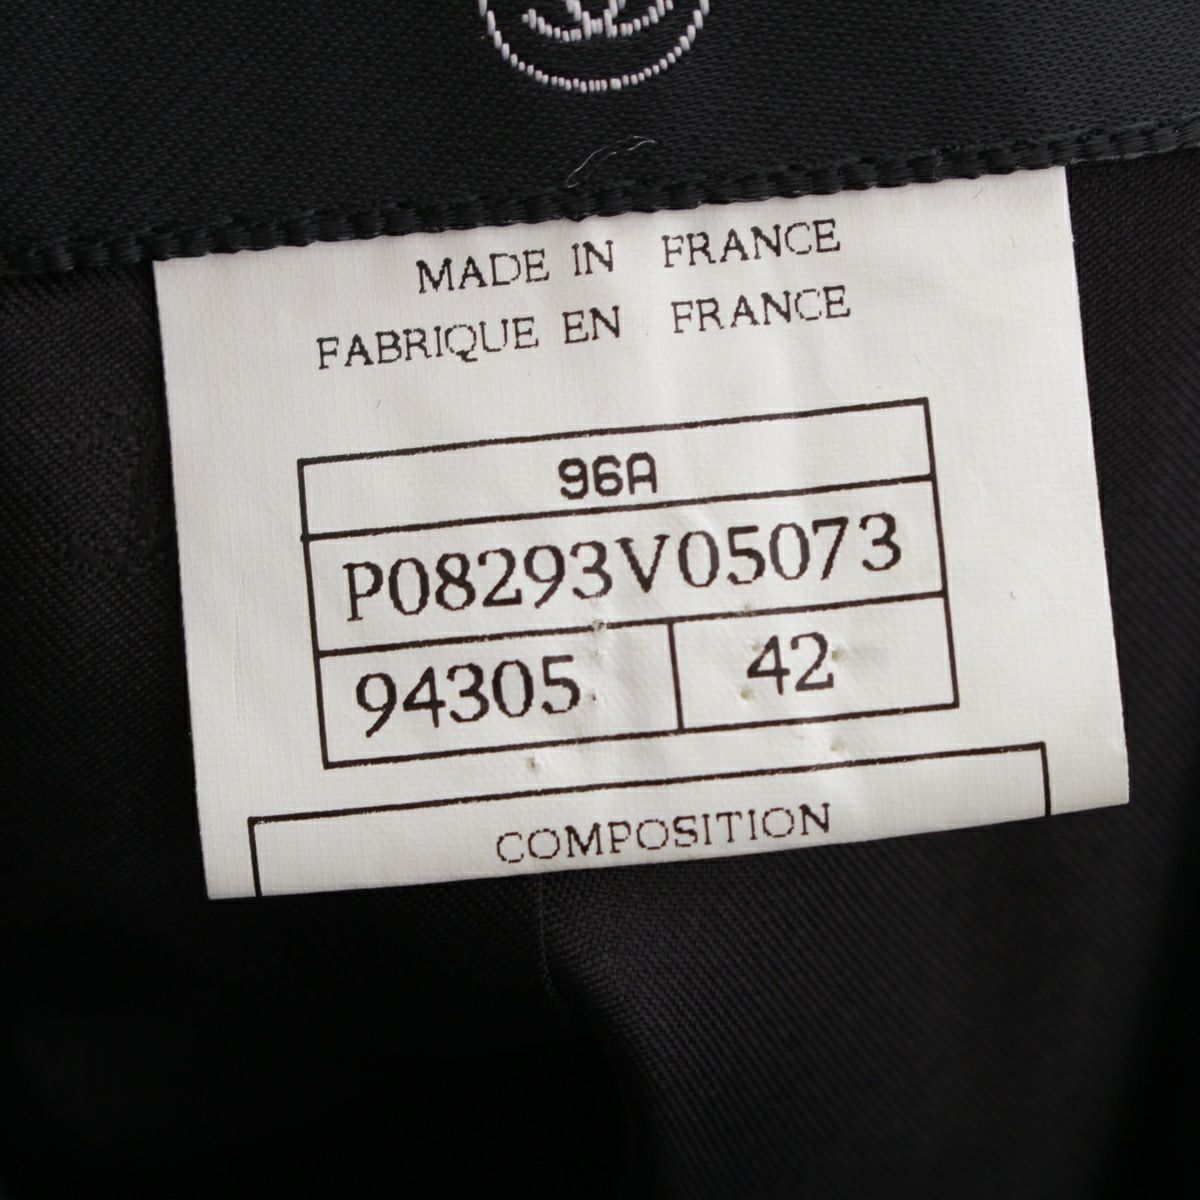 MADE IN FRANCE
FABRIQUE EN FRANCE
96A
P08293V05073
94305 42
COMPOSITION